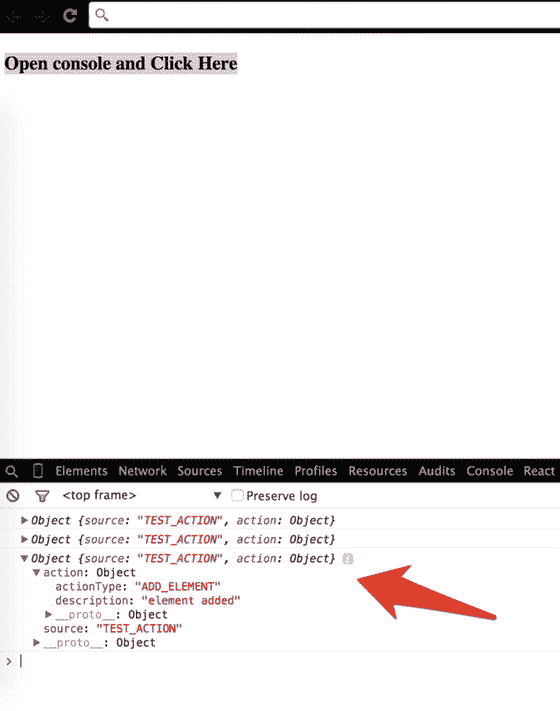 Open console and Click Here
Elements Network Sources Timeline Profiles Resources Audits Console React
<top frame> ▼ Preserve log
▶Object {source: "TEST_ACTION", action: Object}
▶Object {source: "TEST_ACTION", action: Object}
▼Object {source: "TEST_ACTION", action: Object} i
▼action: Object
actionType: "ADD_ELEMENT"
description: "element added"
▶__proto__: Object
source: "TEST_ACTION"
▶__proto__: Object
>